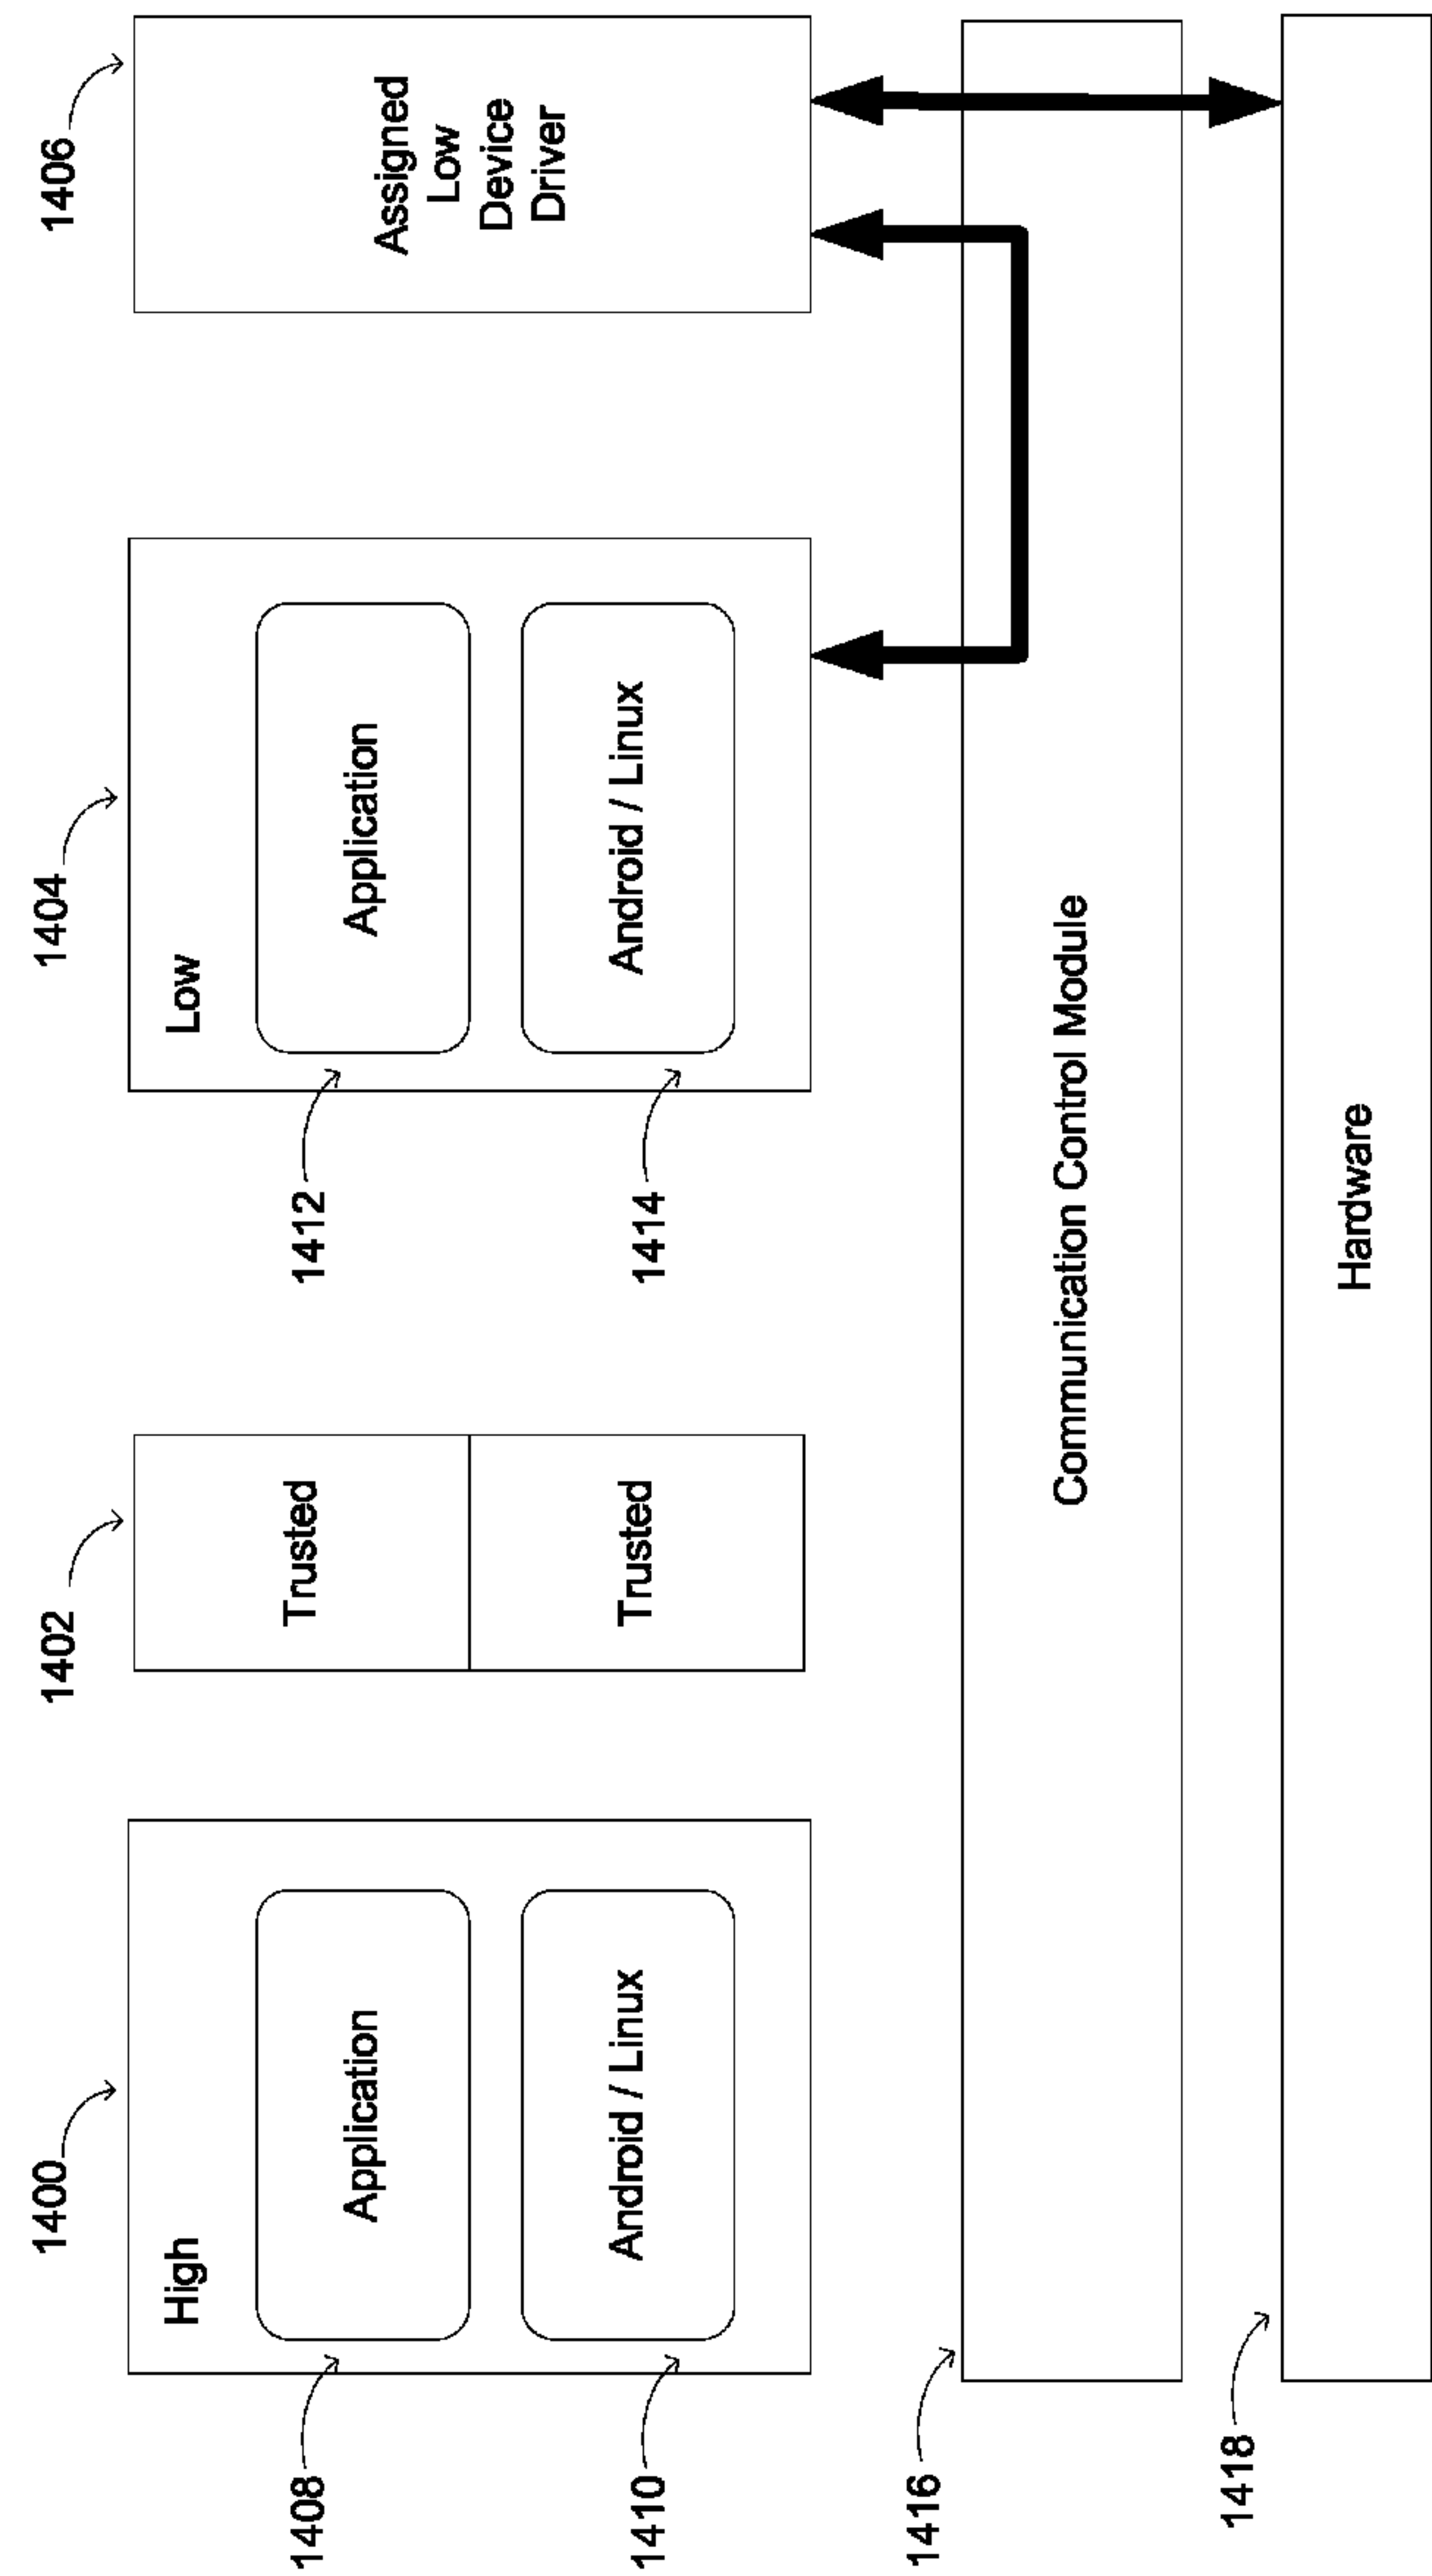 1400
1402
1404
1406
High
Trusted
Low
Assigned
Low
Device
Driver
1408
Application
1412
Application
1410
Android / Linux
Trusted
1414
Android / Linux
1416
Communication Control Module
1418
Hardware